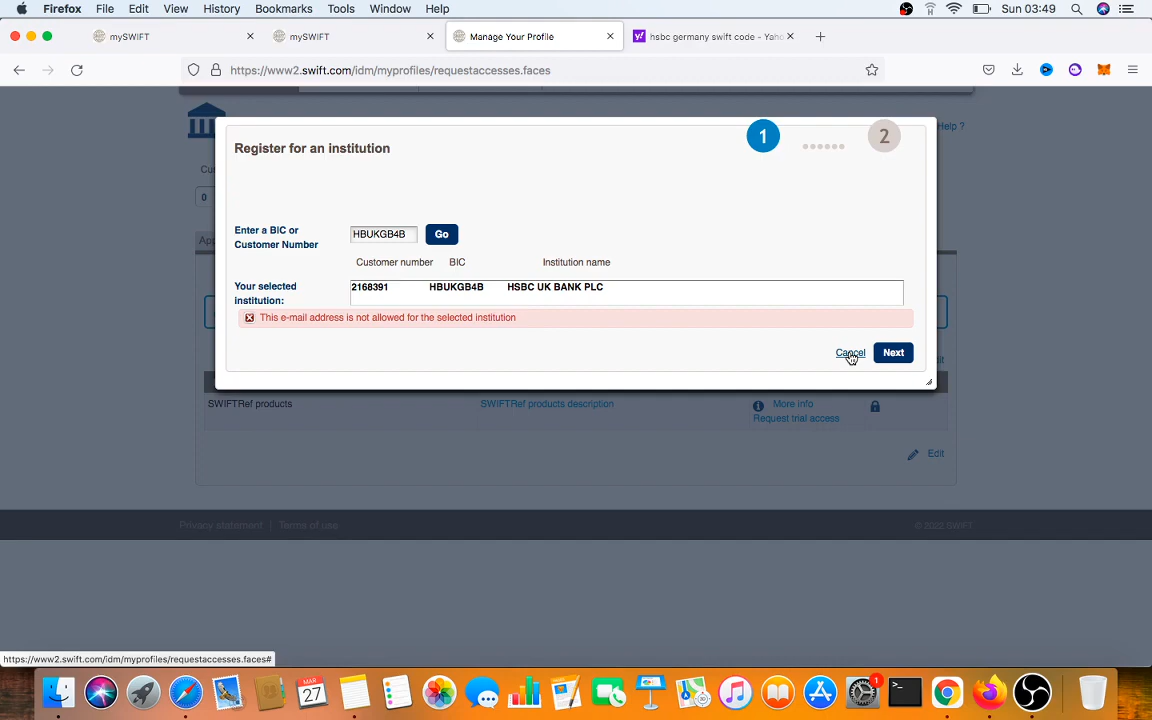 Firefox File Edit View History Bookmarks Tools Window Help Sun 03:49
mySWIFT mySWIFT Manage Your Profile hsbc germany swift code - Yaho
https://www2.swift.com/idm/myprofiles/requestaccesses.faces
Help ?
Register for an institution
1
2
Cu
0
Enter a BIC or
Customer Number
HBUKGB4B
Go
App
Customer number BIC Institution name
Your selected
institution:
2168391 HBUKGB4B HSBC UK BANK PLC
This e-mail address is not allowed for the selected institution
Cancel Next
SWIFTRef products SWIFTRef products description More info
Request trial access
Edit
Privacy statement | Terms of use © 2022 SWIFT
https://www2.swift.com/idm/myprofiles/requestaccesses.faces#
MAR
27
1